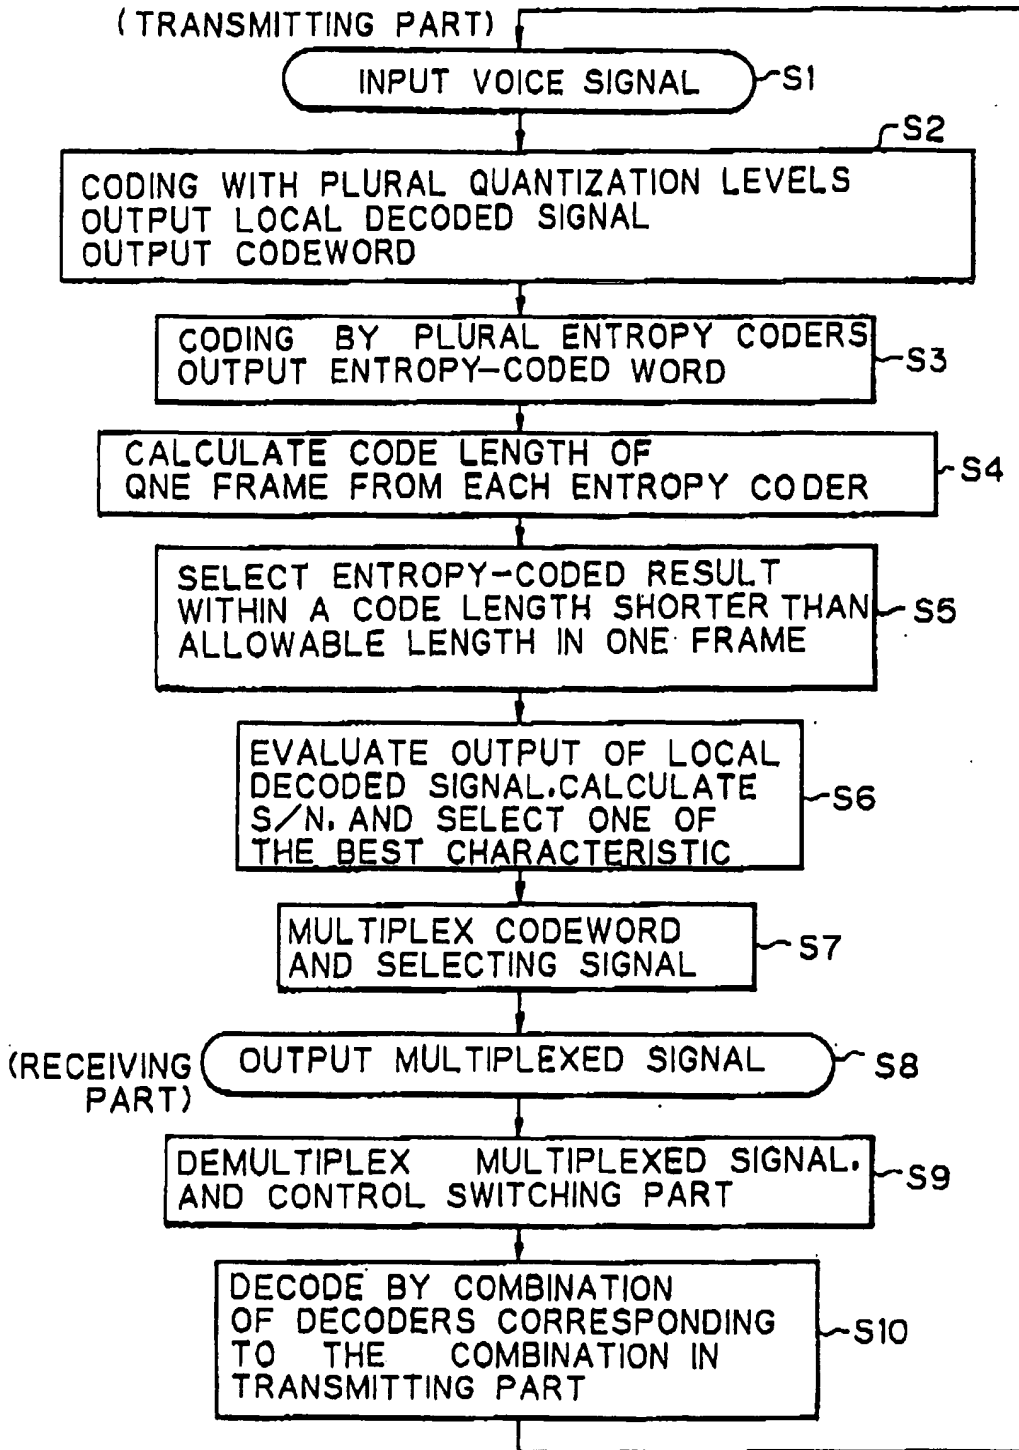 (TRANSMITTING PART)
INPUT VOICE SIGNAL
S1
S2
CODING WITH PLURAL QUANTIZATION LEVELS
OUTPUT LOCAL DECODED SIGNAL
OUTPUT CODEWORD
CODING BY PLURAL ENTROPY CODERS
OUTPUT ENTROPY-CODED WORD
S3
CALCULATE CODE LENGTH OF
QNE FRAME FROM EACH ENTROPY CODER
S4
SELECT ENTROPY-CODED RESULT
WITHIN A CODE LENGTH SHORTER THAN
ALLOWABLE LENGTH IN ONE FRAME
S5
EVALUATE OUTPUT OF LOCAL
DECODED SIGNAL.CALCULATE
S/N. AND SELECT ONE OF
THE BEST CHARACTERISTIC
S6
MULTIPLEX CODEWORD
AND SELECTING SIGNAL
S7
(RECEIVING
PART)
OUTPUT MULTIPLEXED SIGNAL
S8
DEMULTIPLEX MULTIPLEXED SIGNAL.
AND CONTROL SWITCHING PART
S9
DECODE BY COMBINATION
OF DECODERS CORRESPONDING
TO THE COMBINATION IN
TRANSMITTING PART
S10